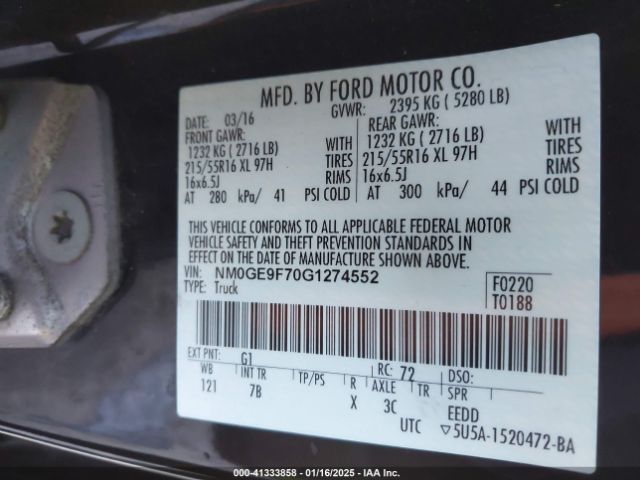 MFD. BY FORD MOTOR CO.
DATE: 03/16 GVWR: 2395 KG ( 5280 LB)
FRONT GAWR: REAR GAWR:
1232 KG ( 2716 LB) WITH 1232 KG ( 2716 LB) WITH
215/55R16 XL 97H TIRES 215/55R16 XL 97H TIRES
16x6.5J RIMS 16x6.5J RIMS
AT 280 kPa/ 41 PSI COLD AT 300 kPa/ 44 PSI COLD
THIS VEHICLE CONFORMS TO ALL APPLICABLE FEDERAL MOTOR
VEHICLE SAFETY AND THEFT PREVENTION STANDARDS IN
EFFECT ON THE DATE OF MANUFACTURE SHOWN ABOVE.
VIN: NM0GE9F70G1274552 F0220
TYPE: Truck T0188
EXT PNT: G1 RC: 72 DSO:
WB INT TR TP/PS R AXLE TR SPR
121 7B X 3C EEDD
UTC ▽5U5A-1520472-BA
000-41333858 - 01/16/2025 - IAA Inc.